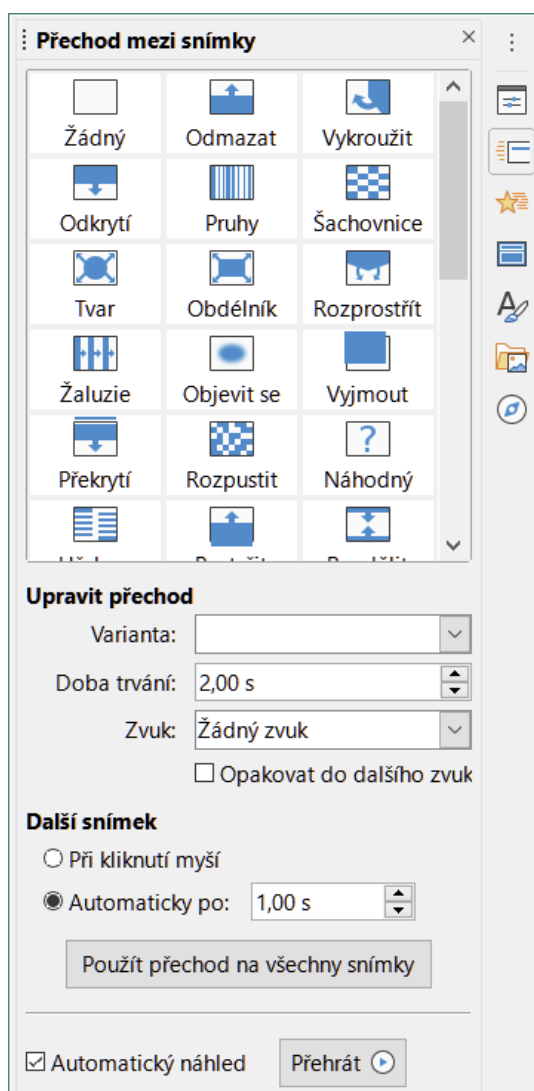 Přechod mezi snímky
Žádný Odmazat Vykroužit
Odkrytí Pruhy Šachovnice
Tvar Obdélník Rozprostřít
Žaluzie Objevit se Vyjmout
Překrytí Rozpustit Náhodný
?
Upravit přechod
Varianta:
Doba trvání: 2,00 s
Zvuk: Žádný zvuk
Opakovat do dalšího zvuk
Další snímek
Při kliknutí myší
Automaticky po: 1,00 s
Použít přechod na všechny snímky
Automatický náhled Přehrát